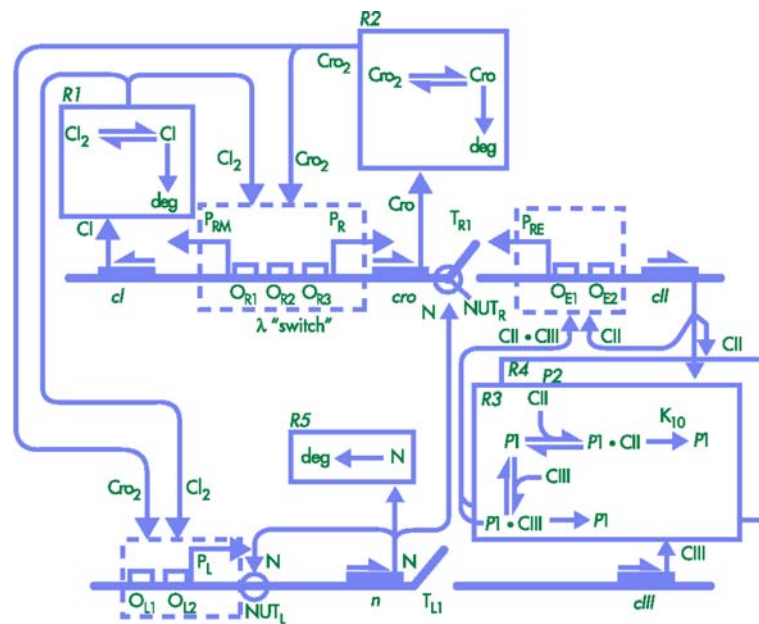 R2
Cro2
Cro2 Cro
R1
CI2 CI
deg
deg
CI2
Cro2
CI
PRM
PR
Cro
TR1
PRE
OR1 OR2 OR3
OE1 OE2
cI
cro
NUTR
cII
λ "switch"
N
CII • CIII
CII
CII
R4
P2
R3
CII
K10
P1 P1 • CII P1
CIII
P1 • CIII P1
R5
deg N
Cro2
CI2
PL
N
N
CIII
OL1 OL2
NUTL
n
TL1
cIII